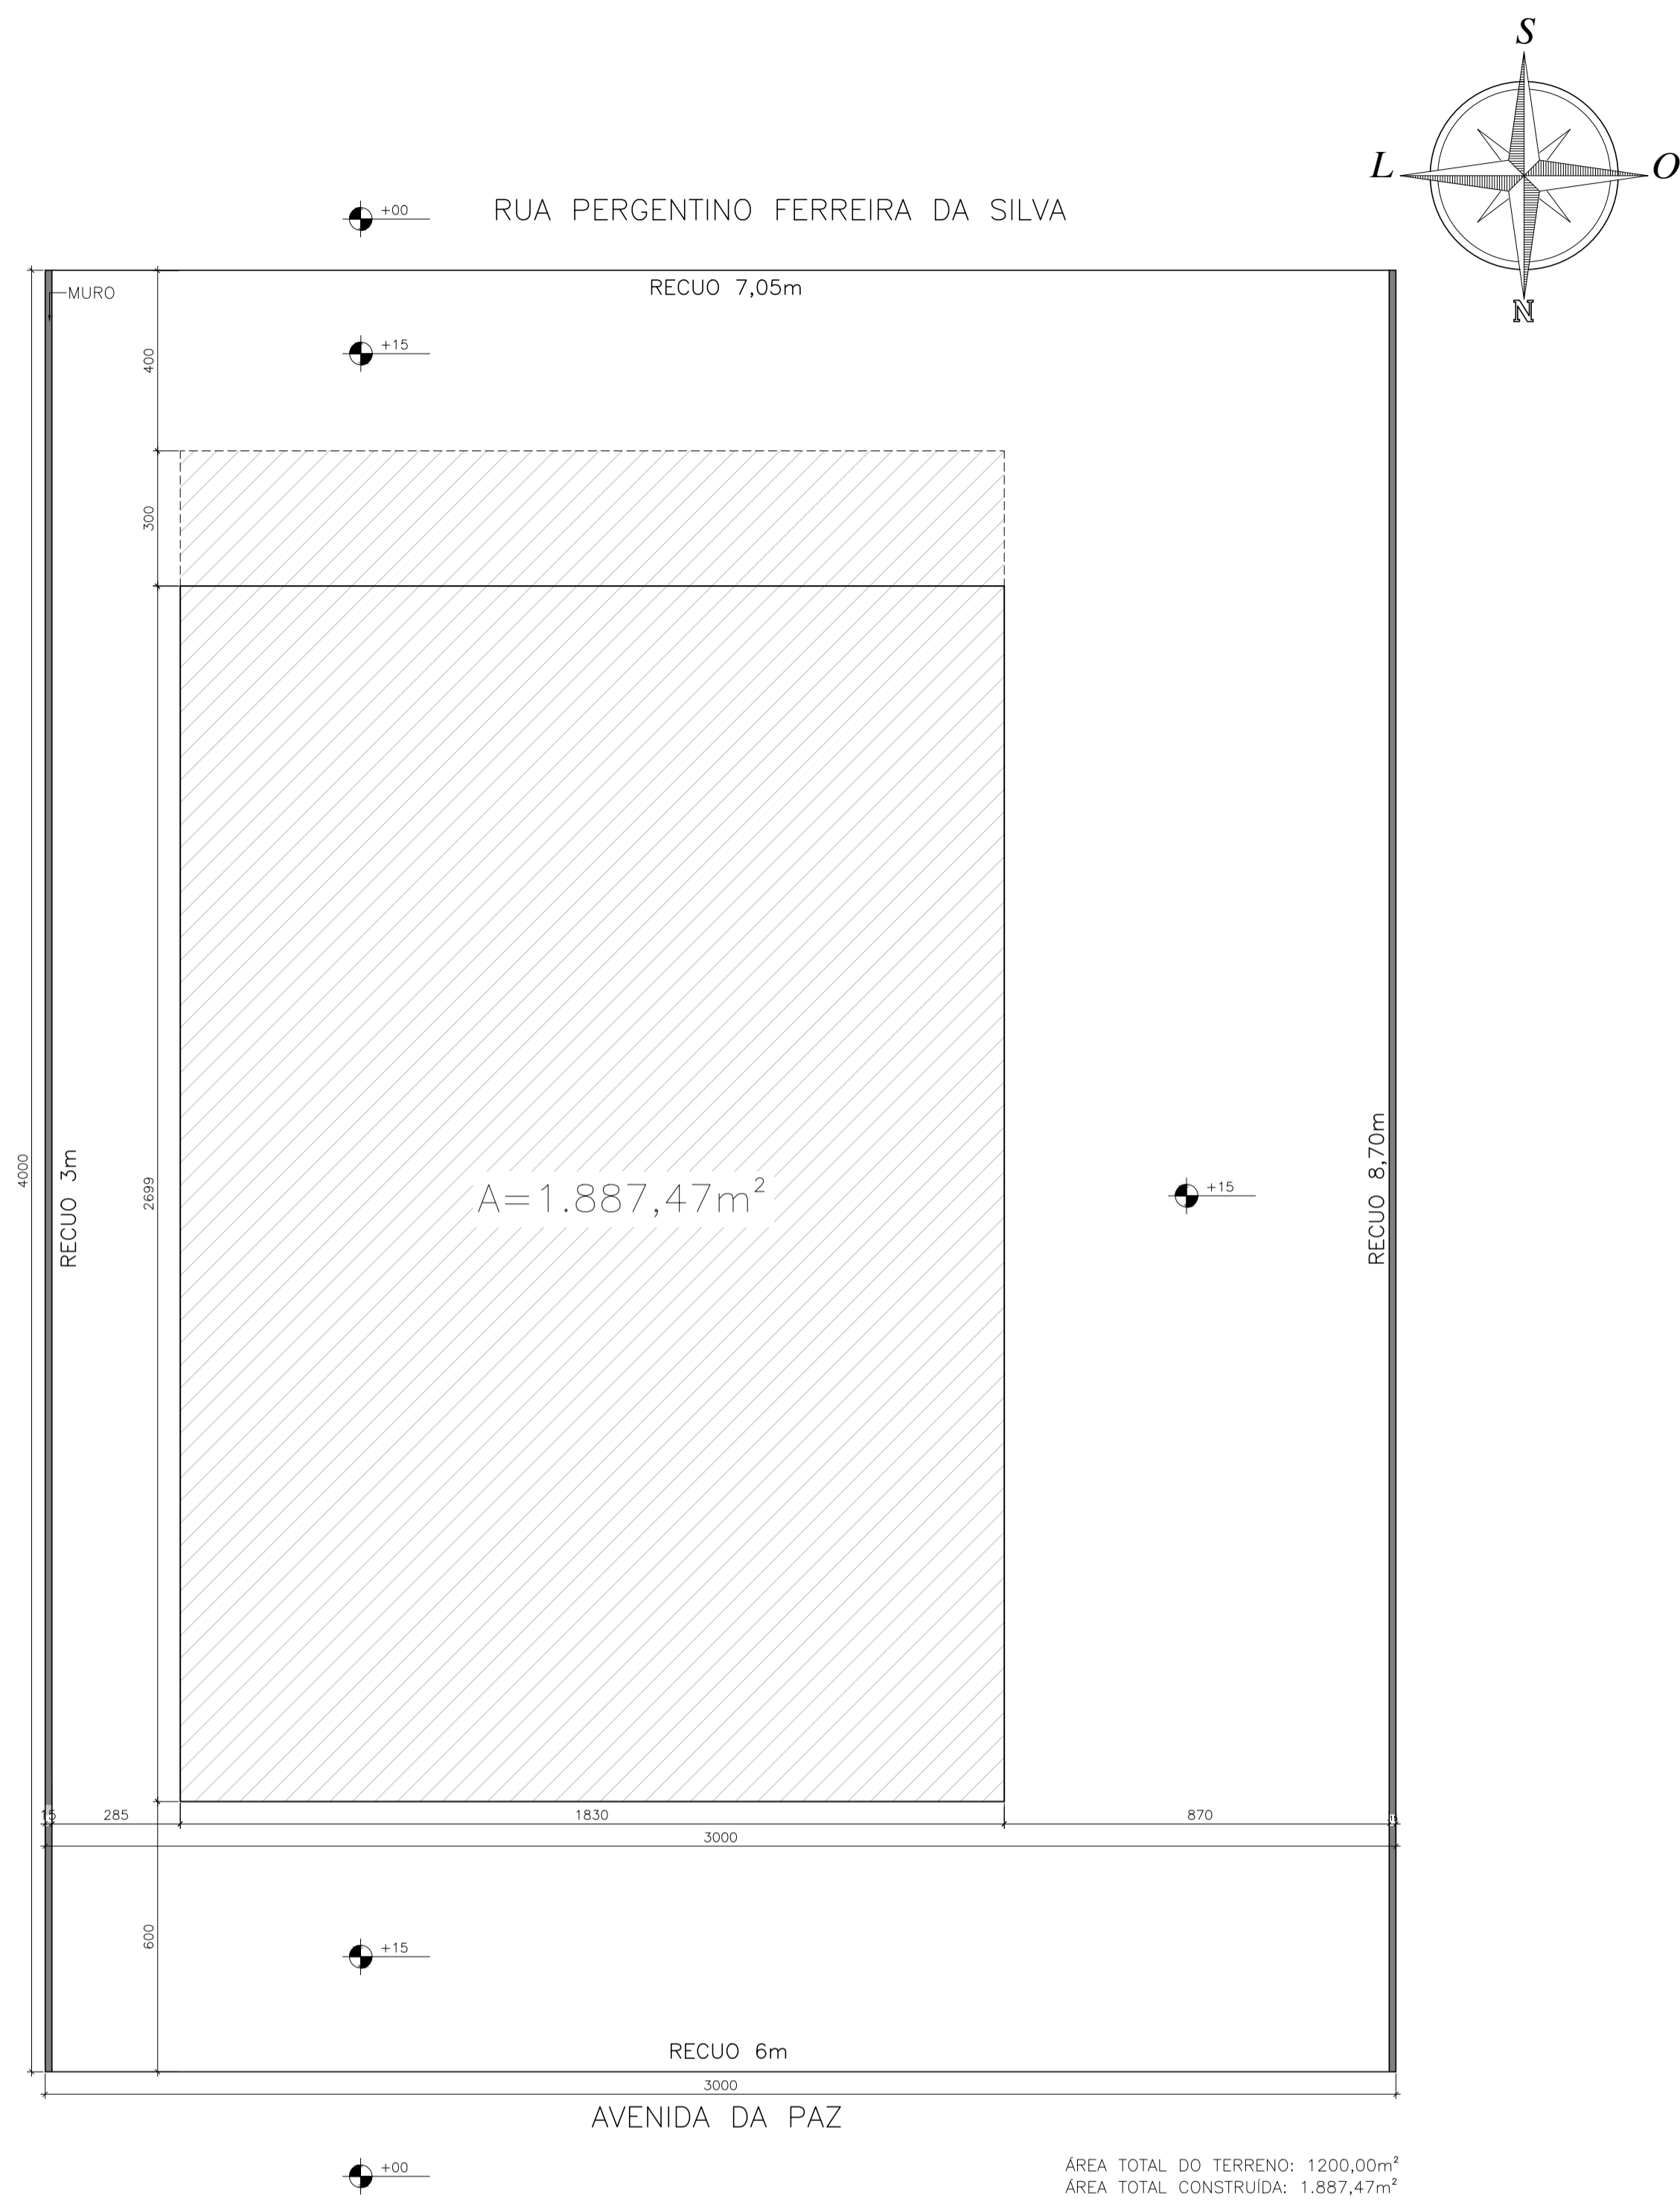 S
L
O
N
+00
RUA PERGENTINO FERREIRA DA SILVA
RECUO 7,05m
MURO
+15
400
300
4000
RECUO 3m
2699
A=1.887,47m²
+15
RECUO 8,70m
15
285
1830
870
15
3000
600
+15
RECUO 6m
3000
AVENIDA DA PAZ
+00
ÁREA TOTAL DO TERRENO: 1200,00m²
ÁREA TOTAL CONSTRUÍDA: 1.887,47m²